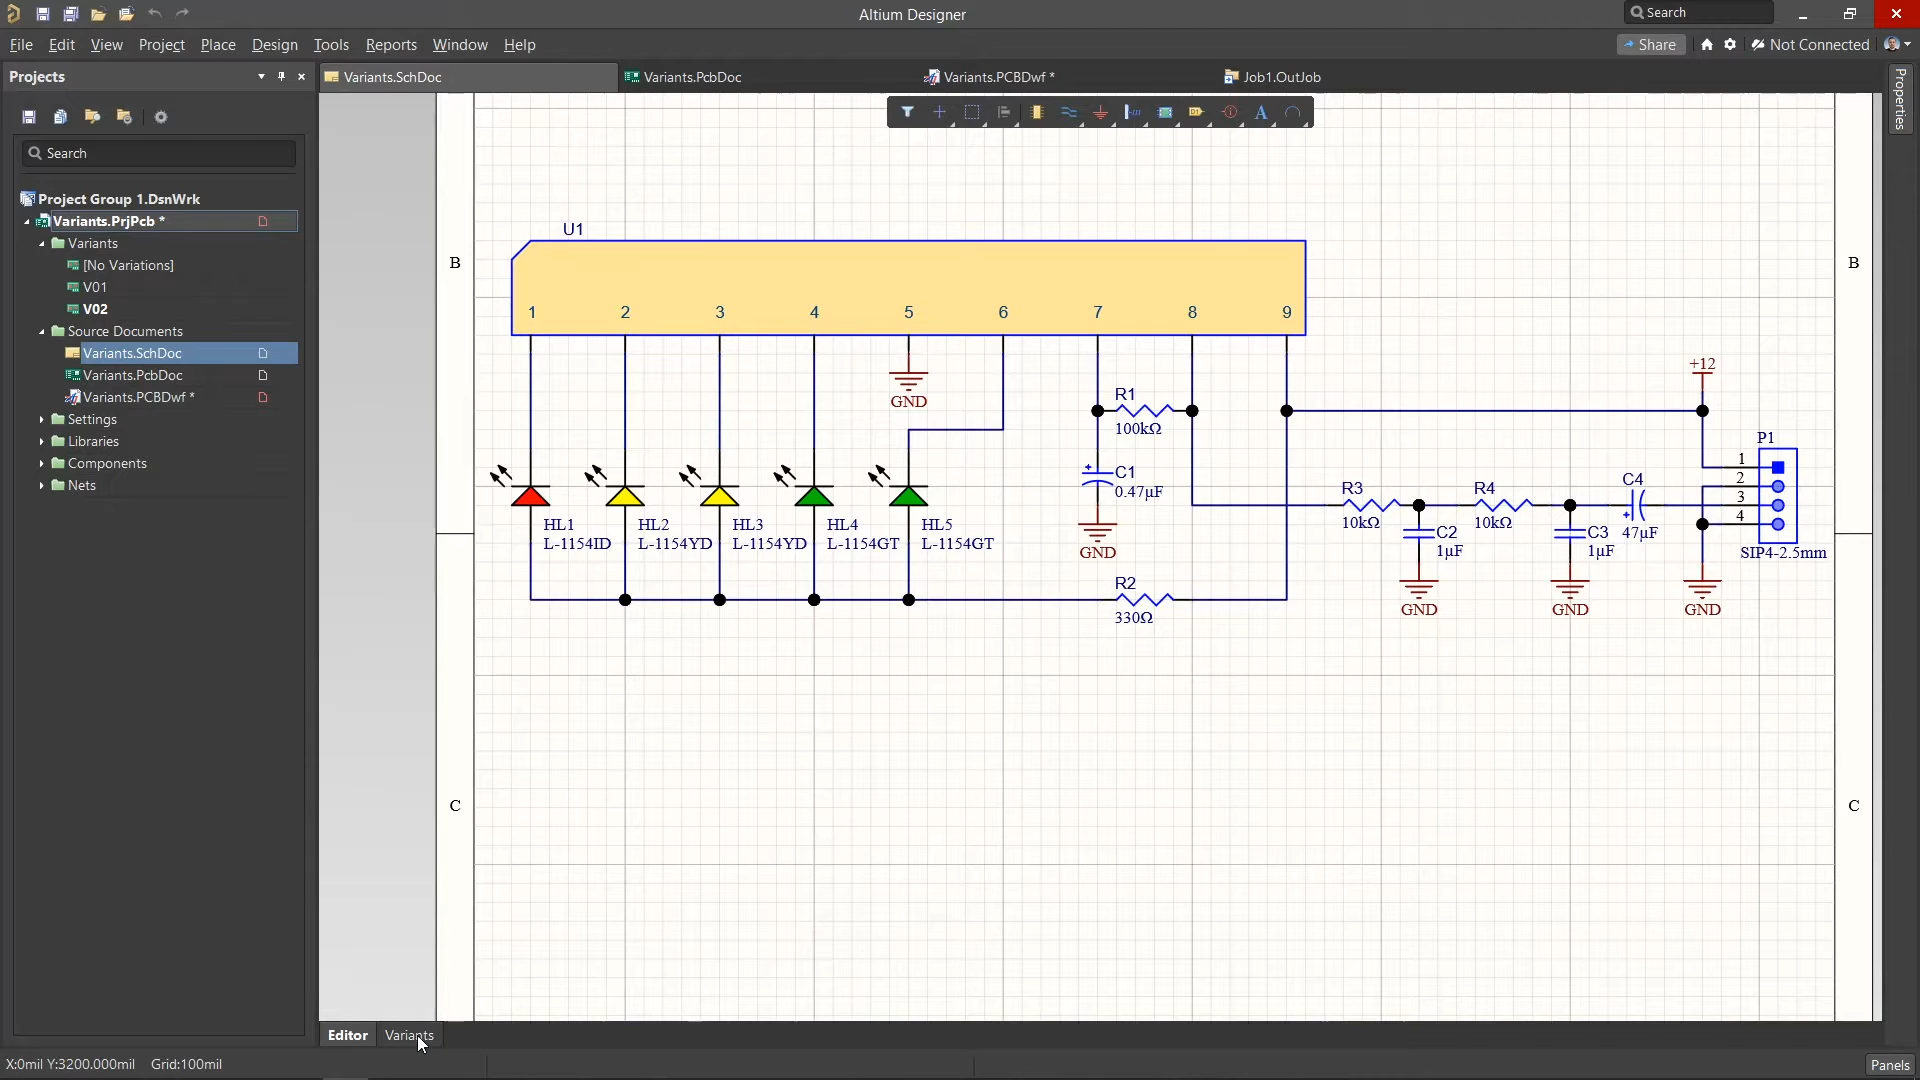 Altium Designer
Search
File Edit View Project Place Design Tools Reports Window Help
Share Not Connected
Projects
Variants.SchDoc Variants.PcbDoc Variants.PCBDwf * Job1.OutJob
Properties
Search
Project Group 1.DsnWrk
Variants.PrjPcb *
Variants
[No Variations]
V01
V02
Source Documents
Variants.SchDoc
Variants.PcbDoc
Variants.PCBDwf *
Settings
Libraries
Components
Nets
U1
B B
1 2 3 4 5 6 7 8 9
+12
GND
R1
100kΩ
C1
0.47µF
GND
HL1
L-1154ID
HL2
L-1154YD
HL3
L-1154YD
HL4
L-1154GT
HL5
L-1154GT
R2
330Ω
R3
10kΩ
C2
1µF
GND
R4
10kΩ
C3
1µF
GND
C4
47µF
P1
1
2
3
4
SIP4-2.5mm
GND
C C
Editor Variants
X:0mil Y:3200.000mil Grid:100mil
Panels